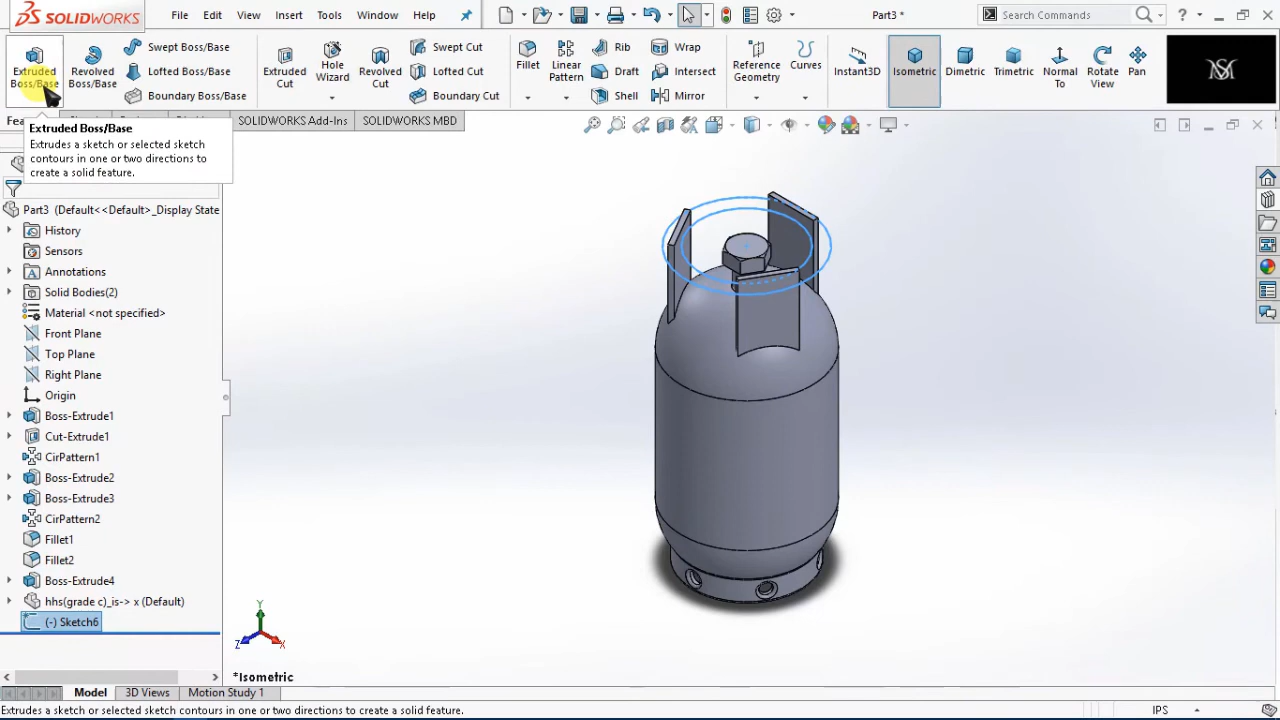 SOLIDWORKS
File Edit View Insert Tools Window Help
Part3 *
Search Commands
Extruded Boss/Base
Revolved Boss/Base
Swept Boss/Base
Lofted Boss/Base
Boundary Boss/Base
Extruded Cut
Hole Wizard
Revolved Cut
Swept Cut
Lofted Cut
Boundary Cut
Fillet
Linear Pattern
Rib
Draft
Shell
Wrap
Intersect
Mirror
Reference Geometry
Curves
Instant3D
Isometric
Dimetric
Trimetric
Normal To
Rotate View
Pan
SOLIDWORKS Add-Ins
SOLIDWORKS MBD
Extruded Boss/Base
Extrudes a sketch or selected sketch
contours in one or two directions to
create a solid feature.
Part3 (Default<<Default>_Display State
History
Sensors
Annotations
Solid Bodies(2)
Material <not specified>
Front Plane
Top Plane
Right Plane
Origin
Boss-Extrude1
Cut-Extrude1
CirPattern1
Boss-Extrude2
Boss-Extrude3
CirPattern2
Fillet1
Fillet2
Boss-Extrude4
hhs(grade c)_is-> x (Default)
(-) Sketch6
Y
Z
X
*Isometric
Model
3D Views
Motion Study 1
Extrudes a sketch or selected sketch contours in one or two directions to create a solid feature.
IPS